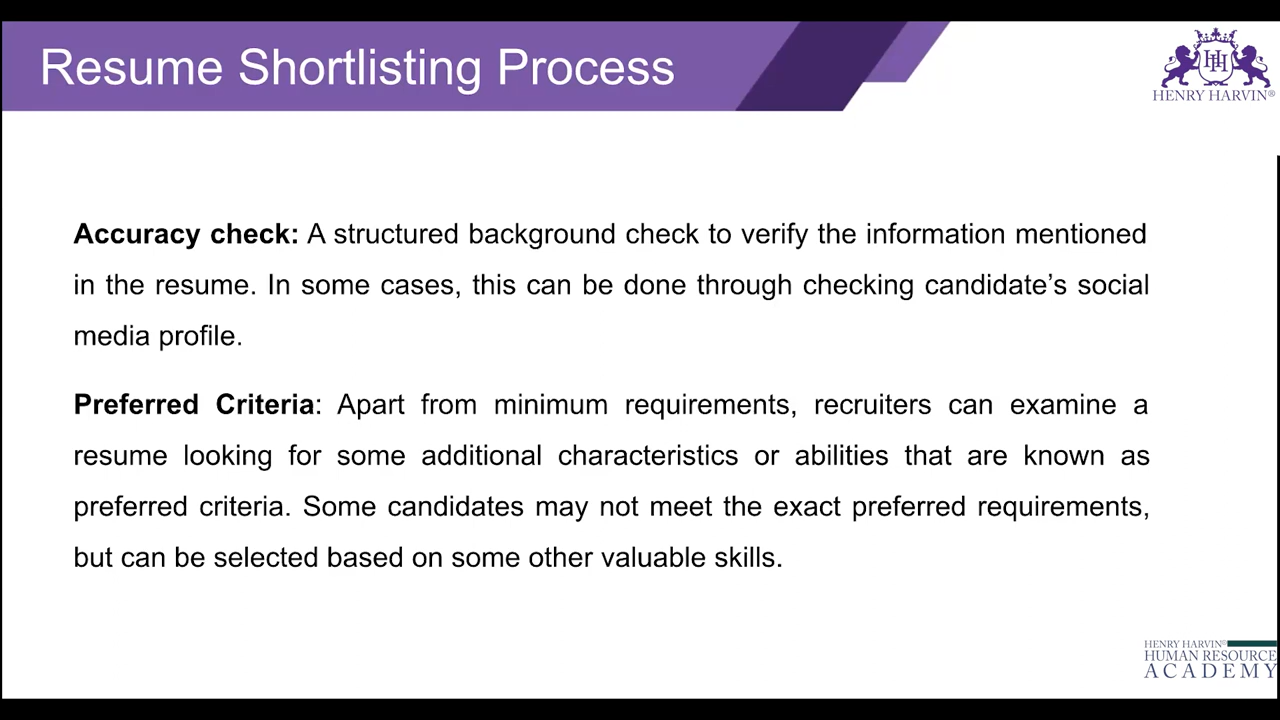 Resume Shortlisting Process
HH
HENRY HARVIN®
Accuracy check: A structured background check to verify the information mentioned
in the resume. In some cases, this can be done through checking candidate’s social
media profile.
Preferred Criteria: Apart from minimum requirements, recruiters can examine a
resume looking for some additional characteristics or abilities that are known as
preferred criteria. Some candidates may not meet the exact preferred requirements,
but can be selected based on some other valuable skills.
HENRY HARVIN®
HUMAN RESOURCE
ACADEMY